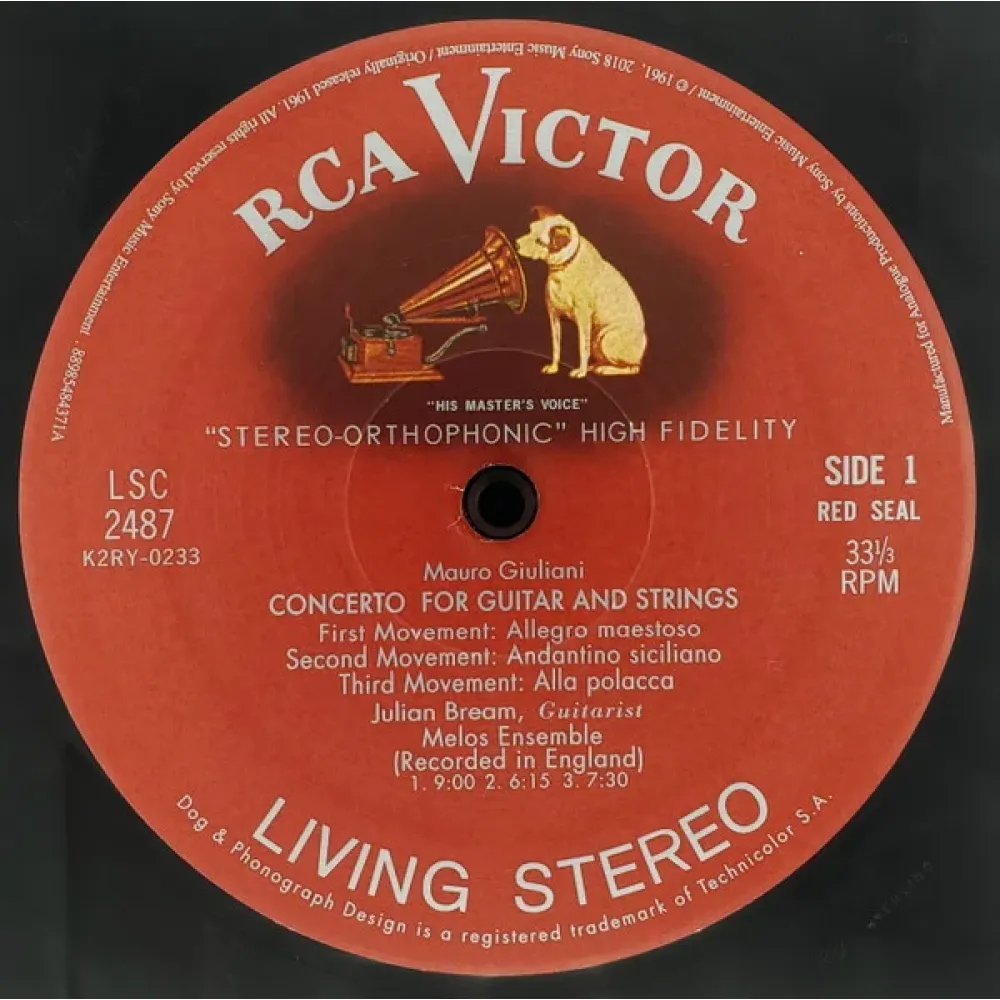 Manufactured for Analogue Productions by Sony Music Entertainment / © 1961, 2018 Sony Music Entertainment / Originally released 1961. All rights reserved by Sony Music Entertainment . 88985484371A
RCA VICTOR
"HIS MASTER'S VOICE"
"STEREO-ORTHOPHONIC" HIGH FIDELITY
LSC
2487
K2RY-0233
SIDE 1
RED SEAL
33⅓
RPM
Mauro Giuliani
CONCERTO FOR GUITAR AND STRINGS
First Movement: Allegro maestoso
Second Movement: Andantino siciliano
Third Movement: Alla polacca
Julian Bream, Guitarist
Melos Ensemble
(Recorded in England)
1. 9:00 2. 6:15 3. 7:30
LIVING STEREO
Dog & Phonograph Design is a registered trademark of Technicolor S.A.